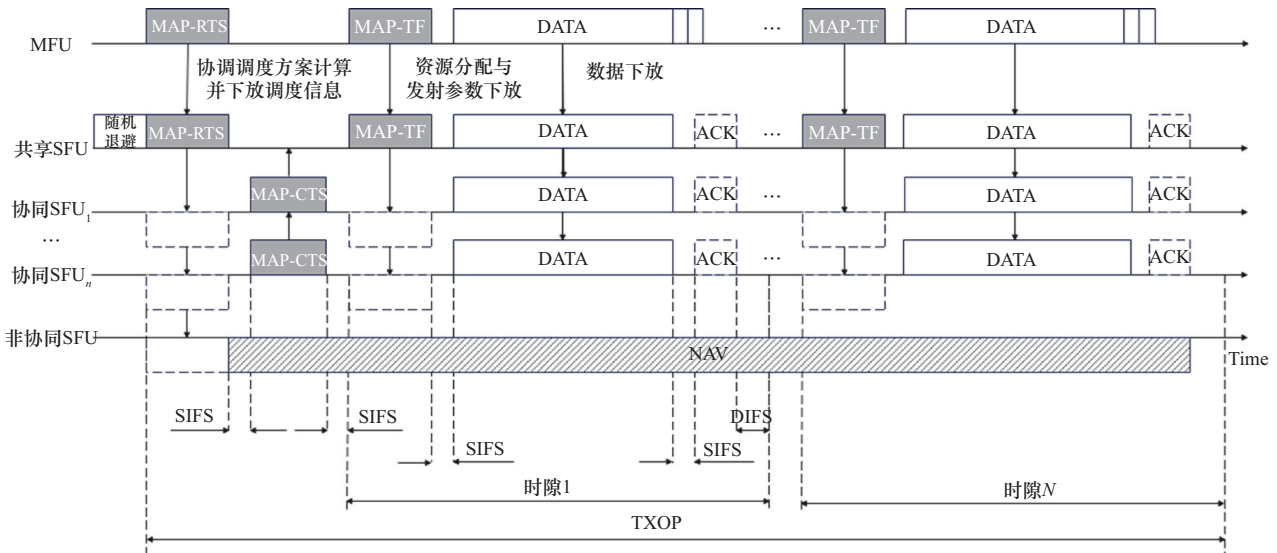 MAP-RTS MAP-TF DATA … MAP-TF DATA
MFU
协调调度方案计算
并下放调度信息
资源分配与
发射参数下放
数据下放
随机
退避
MAP-RTS MAP-TF DATA ACK … MAP-TF DATA ACK
共享SFU
MAP-CTS DATA ACK DATA ACK
协同SFU1
…
MAP-CTS DATA ACK … DATA ACK
协同SFUn
非协同SFU
NAV
Time
SIFS SIFS DIFS
SIFS SIFS
时隙1 时隙N
TXOP